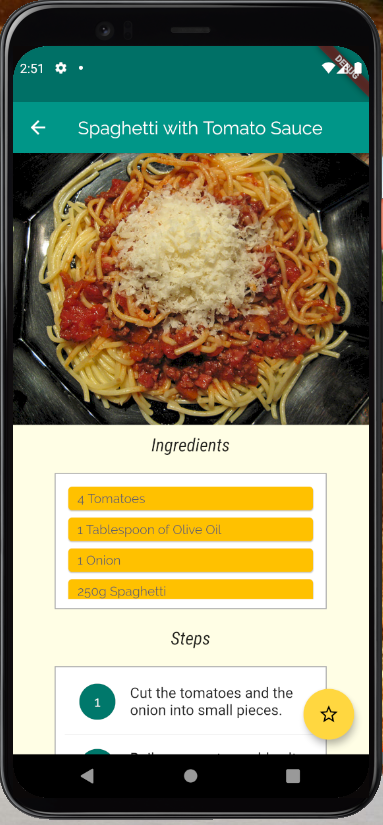 2:51
DEBUG
Spaghetti with Tomato Sauce
Ingredients
4 Tomatoes
1 Tablespoon of Olive Oil
1 Onion
250g Spaghetti
Steps
1
Cut the tomatoes and the
onion into small pieces.